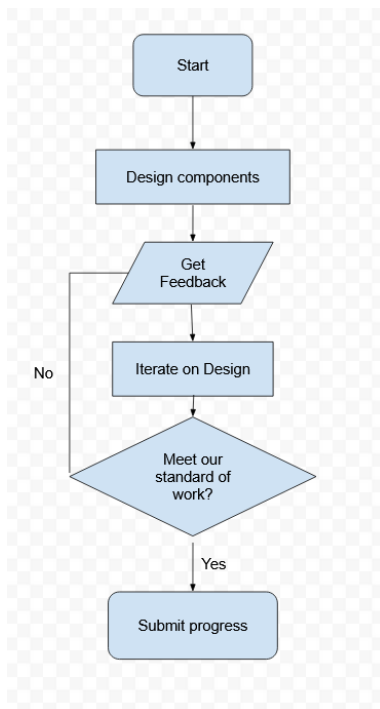 Start
Design components
Get
Feedback
Iterate on Design
No
Meet our
standard of
work?
Yes
Submit progress